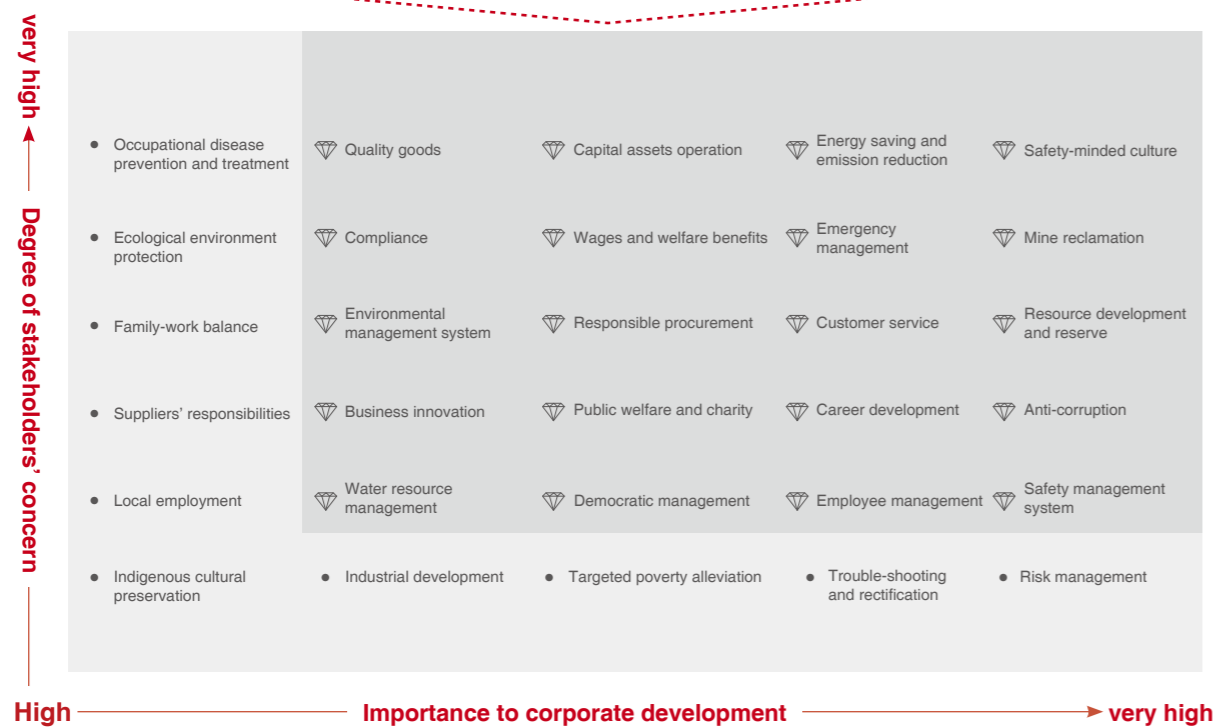 very high
Degree of stakeholders' concern
Occupational disease
prevention and treatment
Quality goods
Capital assets operation
Energy saving and
emission reduction
Safety-minded culture
Ecological environment
protection
Compliance
Wages and welfare benefits
Emergency
management
Mine reclamation
Family-work balance
Environmental
management system
Responsible procurement
Customer service
Resource development
and reserve
Suppliers' responsibilities
Business innovation
Public welfare and charity
Career development
Anti-corruption
Local employment
Water resource
management
Democratic management
Employee management
Safety management
system
Indigenous cultural
preservation
Industrial development
Targeted poverty alleviation
Trouble-shooting
and rectification
Risk management
High
Importance to corporate development
very high